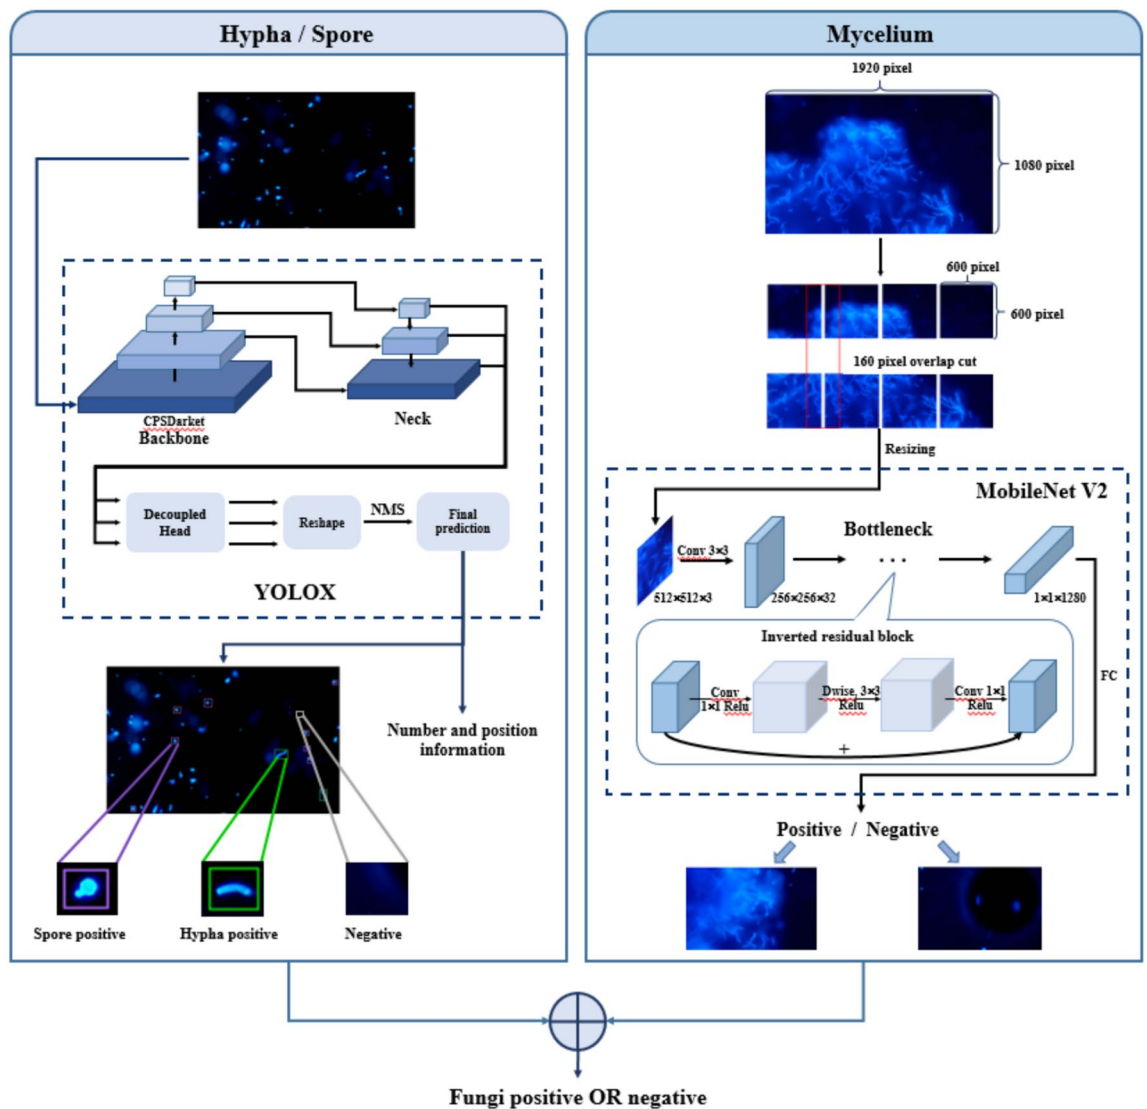 Hypha / Spore
CPSDarket
Backbone
Neck
Decoupled
Head
Reshape
NMS
Final
prediction
YOLOX
Number and position
information
Spore positive
Hypha positive
Negative
Mycelium
1920 pixel
1080 pixel
600 pixel
600 pixel
160 pixel overlap cut
Resizing
MobileNet V2
Bottleneck
Conv 3×3
. . .
512×512×3
256×256×32
1×1×1280
Inverted residual block
Conv
1×1 Relu
Dwise, 3×3
Relu
Conv 1×1
Relu
+
FC
Positive / Negative
Fungi positive OR negative